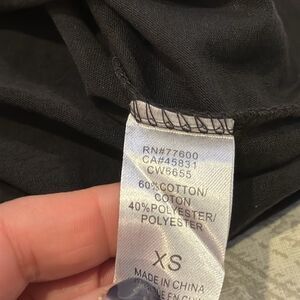 RN#77600
CA#45831
CW6655
60%COTTON/
COTON
40%POLYESTER/
POLYESTER
XS
MADE IN CHINA